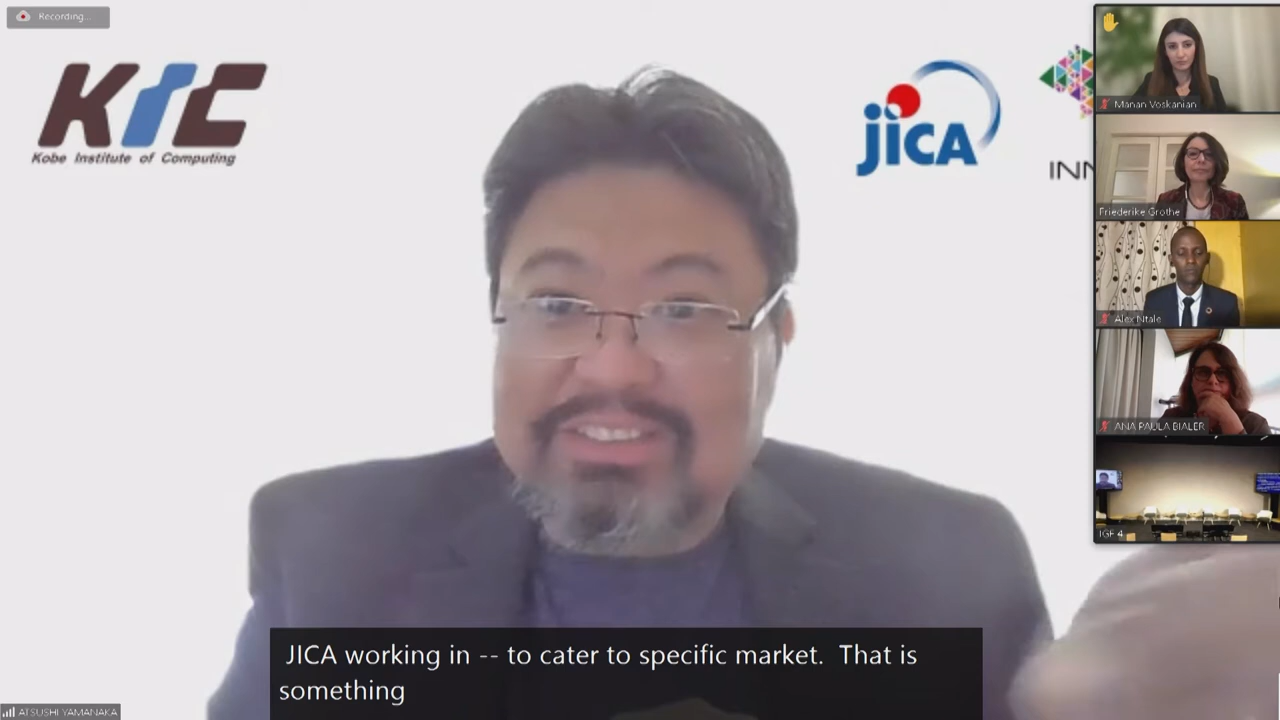 Recording...
KIC
Kobe Institute of Computing
jICA
INN
Manan Voskanian
Friederike Grothe
Alex Ntale
ANA PAULA BIALER
IGF 4
JICA working in -- to cater to specific market.  That is
something
ATSUSHI YAMANAKA